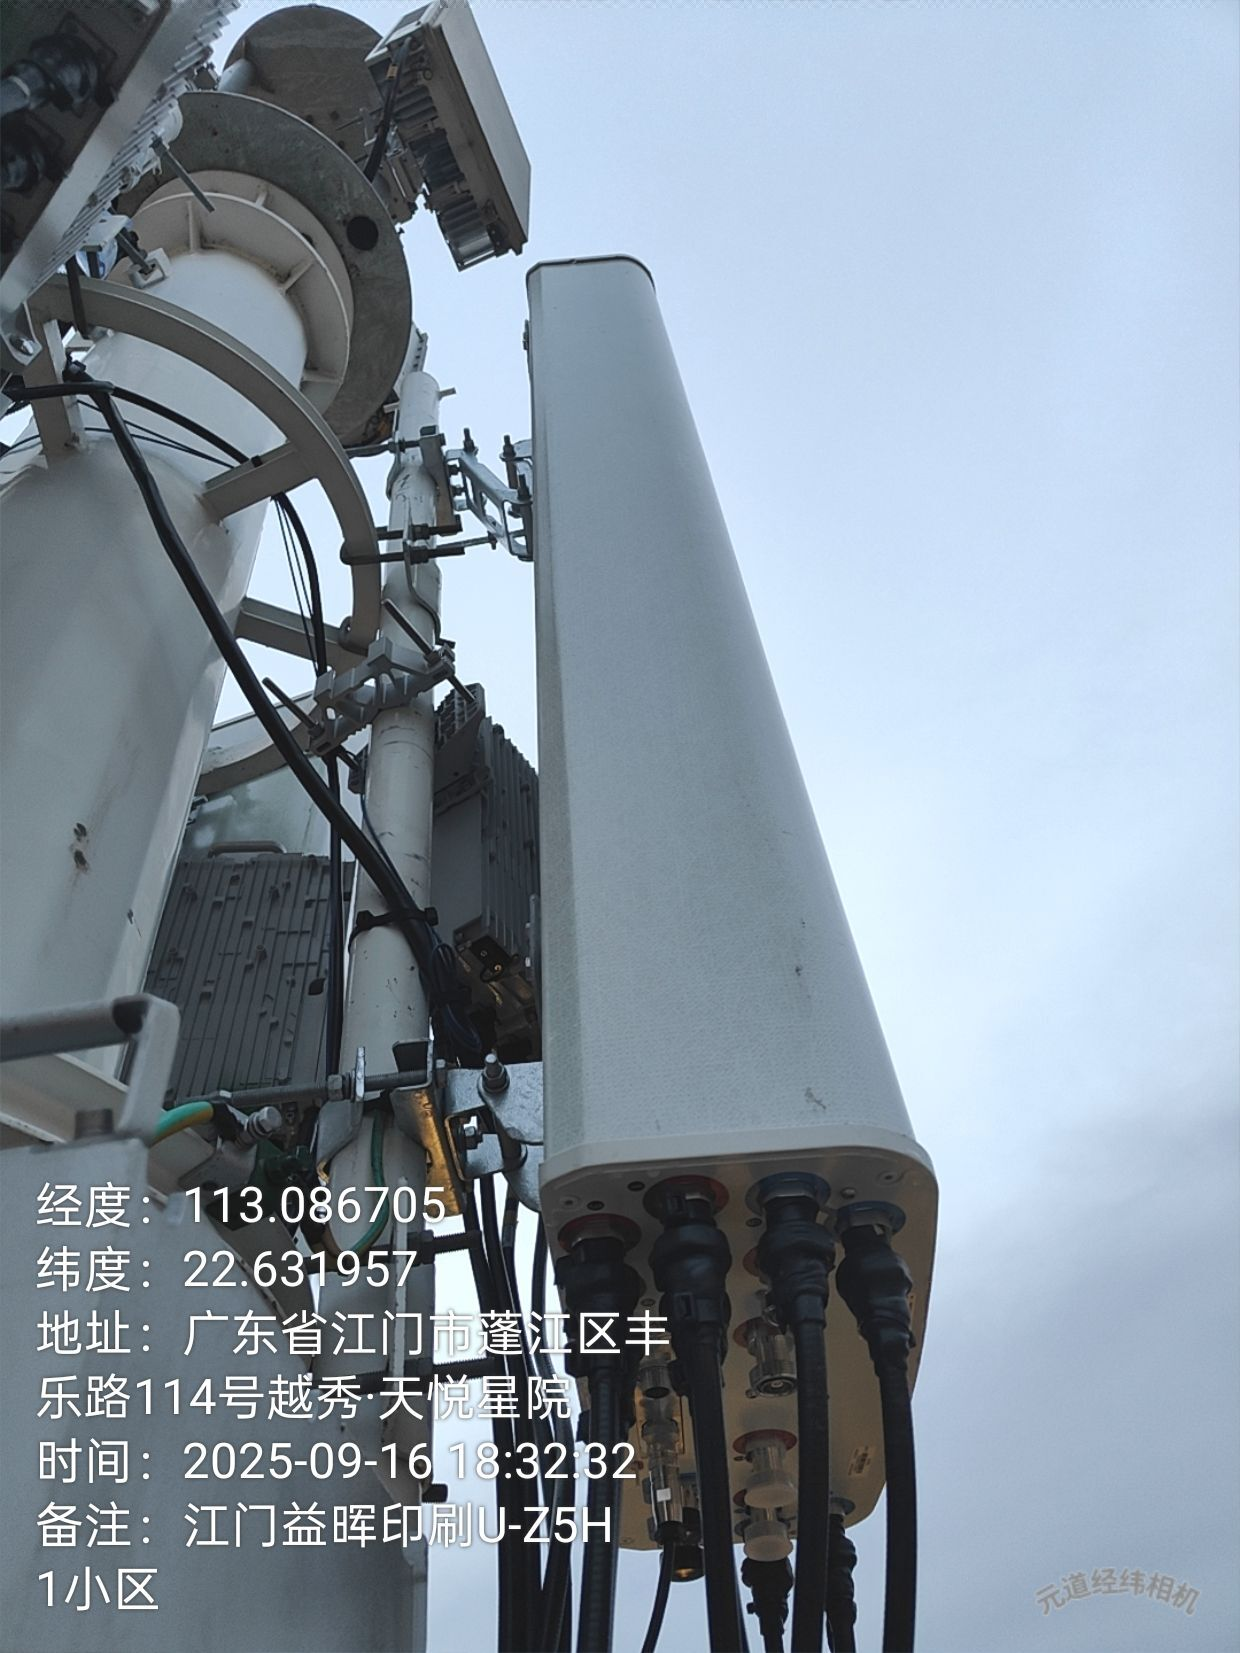 经度：113.086705
纬度：22.631957
地址：广东省江门市蓬江区丰
乐路114号越秀·天悦星院
时间：2025-09-16 18:32:32
备注：江门益晖印刷U-Z5H
1小区
元道经纬相机